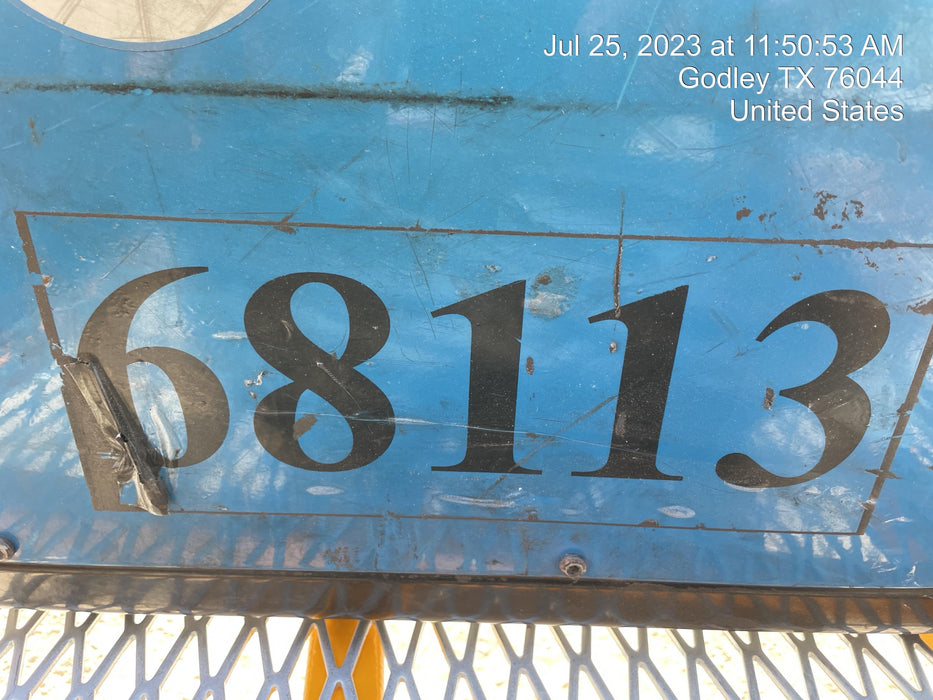 Jul 25, 2023 at 11:50:53 AM
Godley TX 76044
United States
68113